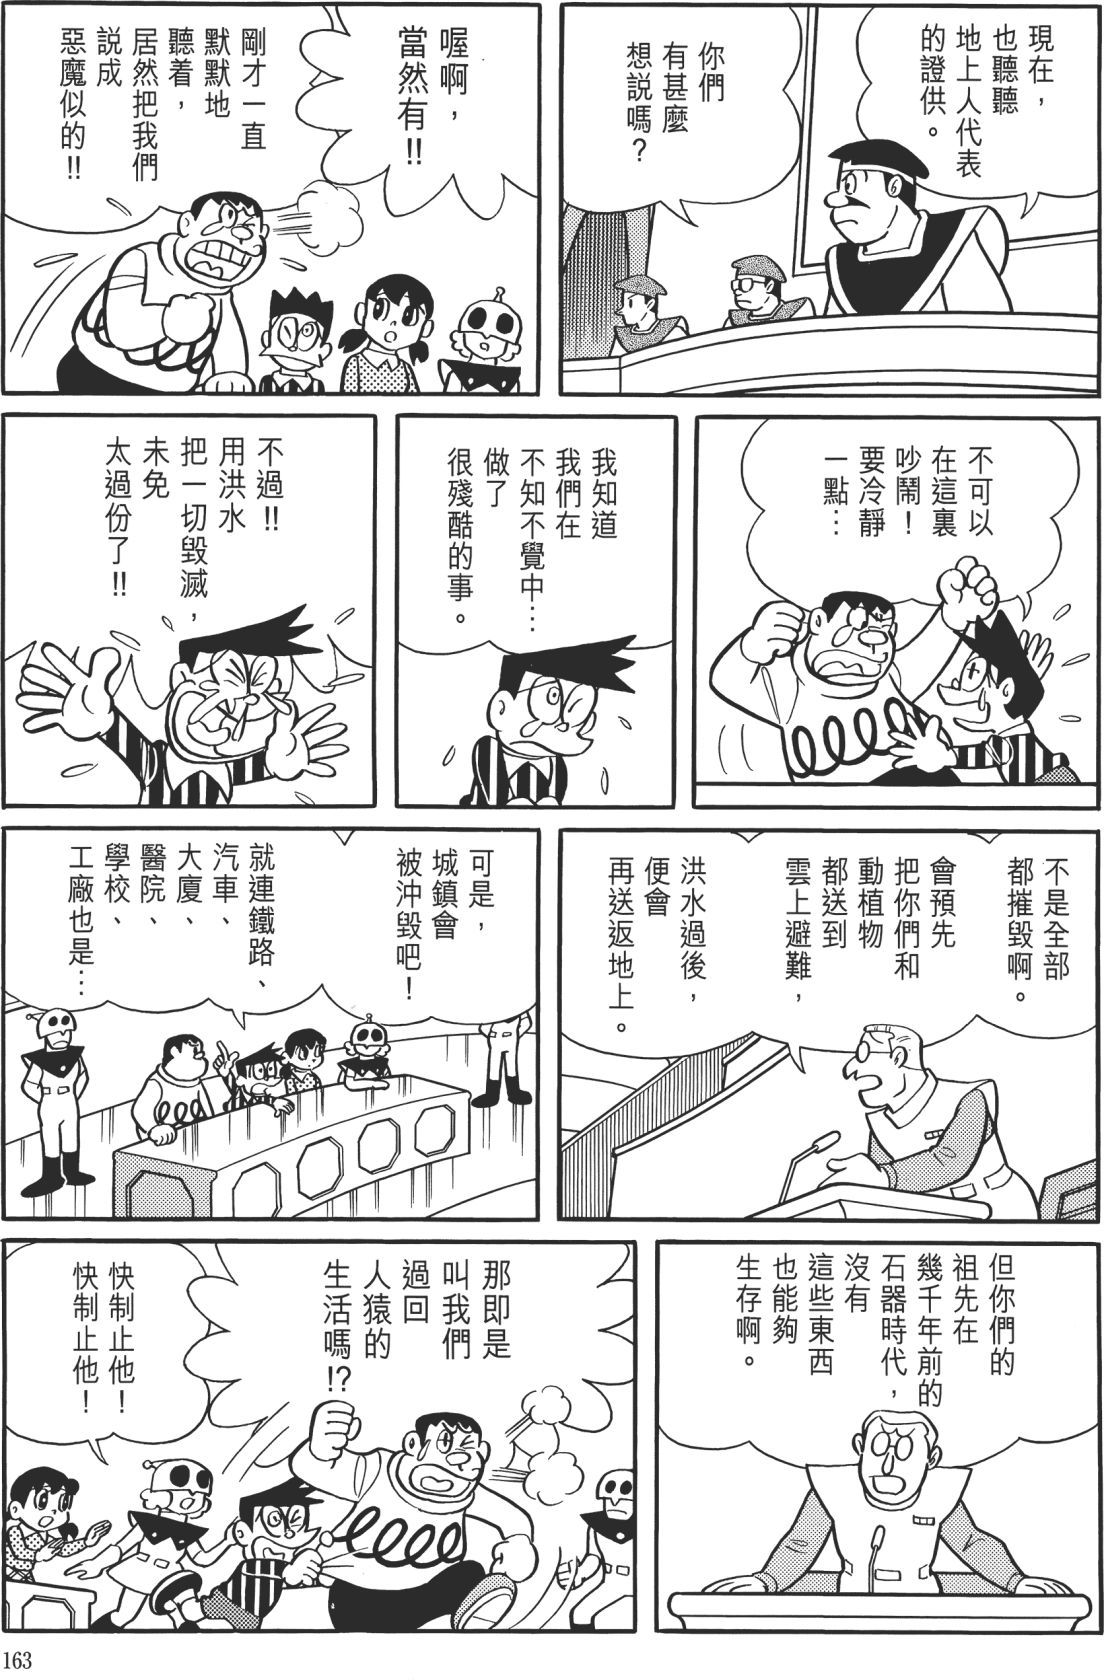 現在，
也聽聽
地上人代表
的證供。
你們
有甚麼
想説嗎？
喔啊，
當然有!!
剛才一直
默默地
聽着，
居然把我們
説成
惡魔似的!!
不可以
在這裏
吵鬧！
要冷靜
一點…
我知道
我們在
不知不覺中…
做了
很殘酷的事。
不過!!
用洪水
把一切毀滅，
未免
太過份了!!
不是全部
都摧毀啊。
會預先
把你們和
動植物
都送到
雲上避難，
洪水過後，
便會
再送返地上。
可是，
城鎮會
被沖毀吧！
就連鐵路、
汽車、
大廈、
醫院、
學校、
工廠也是…
但你們的
祖先在
幾千年前的
石器時代，
沒有
這些東西
也能夠
生存啊。
那即是
叫我們
過回
人猿的
生活嗎!?
快制止他！
快制止他！
163